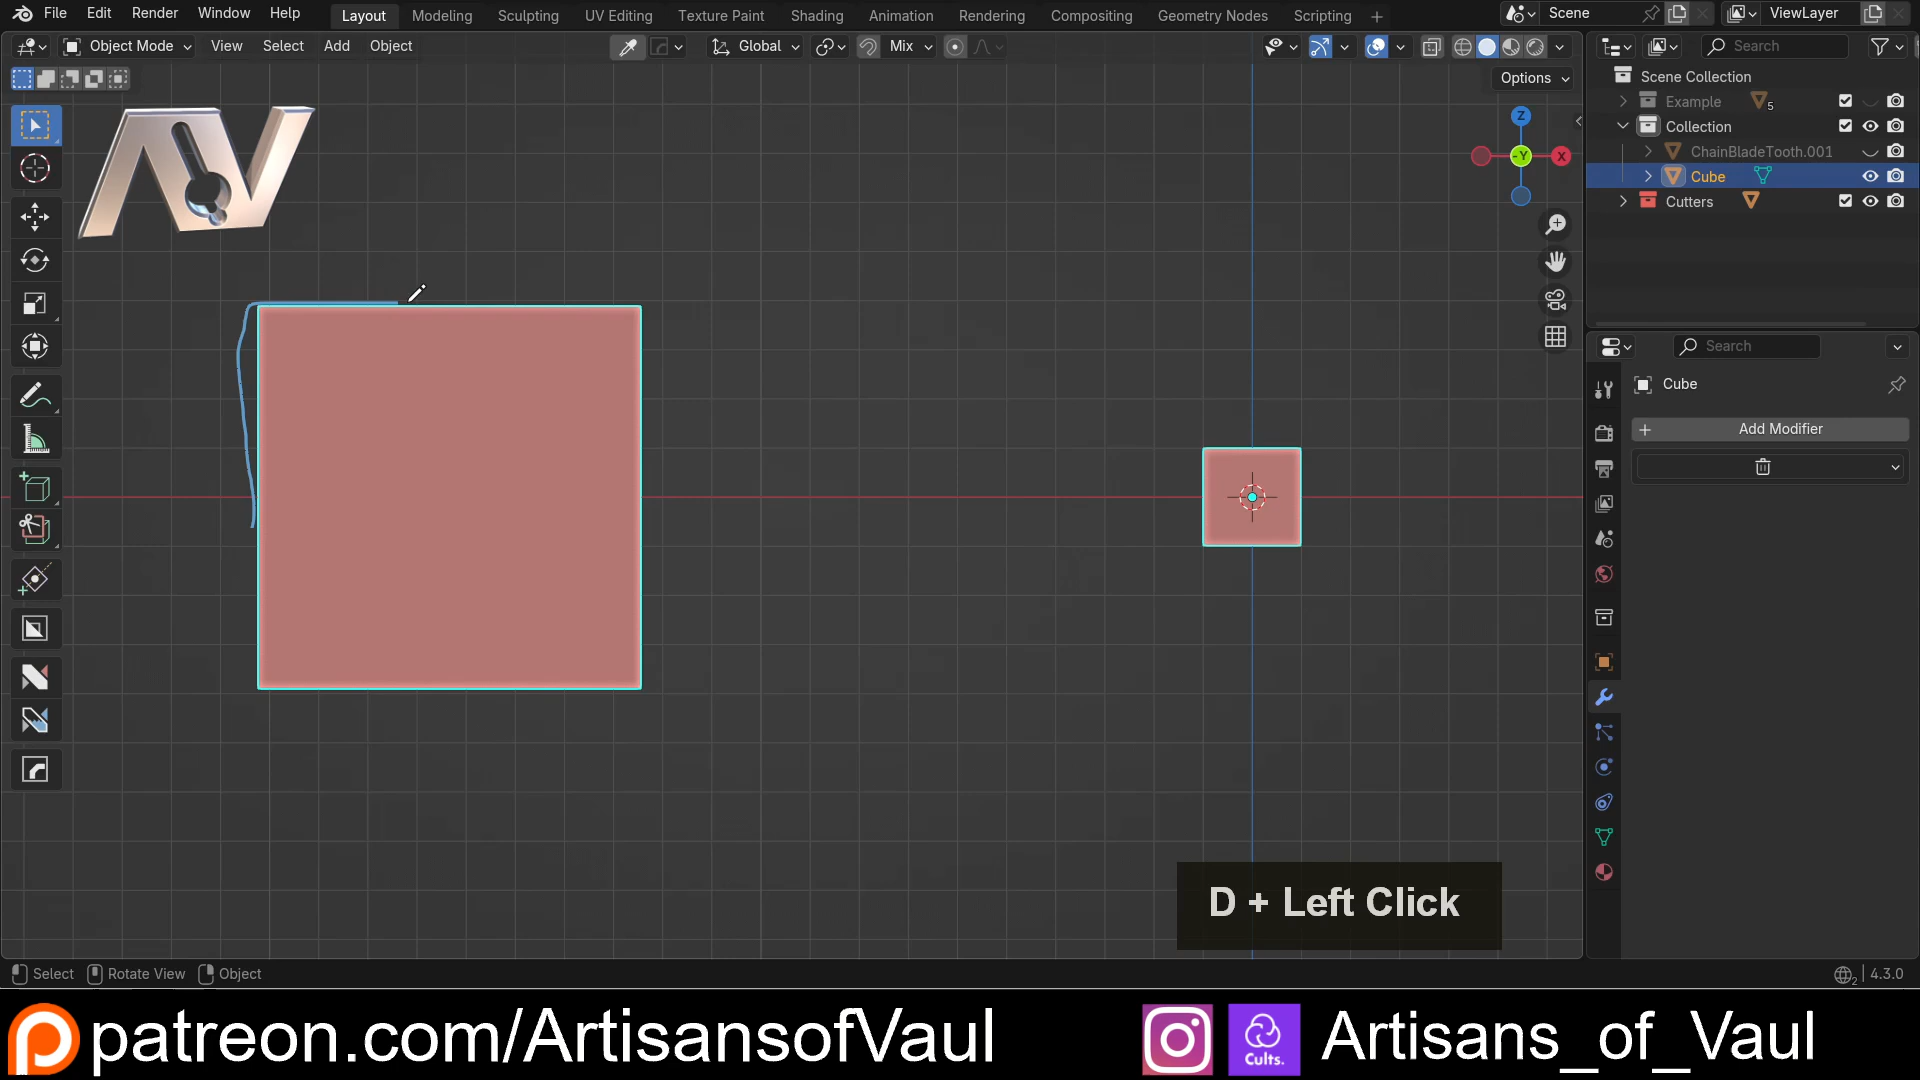 File Edit Render Window Help Layout Modeling Sculpting UV Editing Texture Paint Shading Animation Rendering Compositing Geometry Nodes Scripting + Scene ViewLayer
Object Mode View Select Add Object Global Mix Search
Options
Scene Collection
Example 5
Collection
ChainBladeTooth.001
Cube
Cutters
Z
-Y
X
Search
Cube
+ Add Modifier
D + Left Click
Select Rotate View Object 2 4.3.0
patreon.com/ArtisansofVaul
Cults.
Artisans_of_Vaul